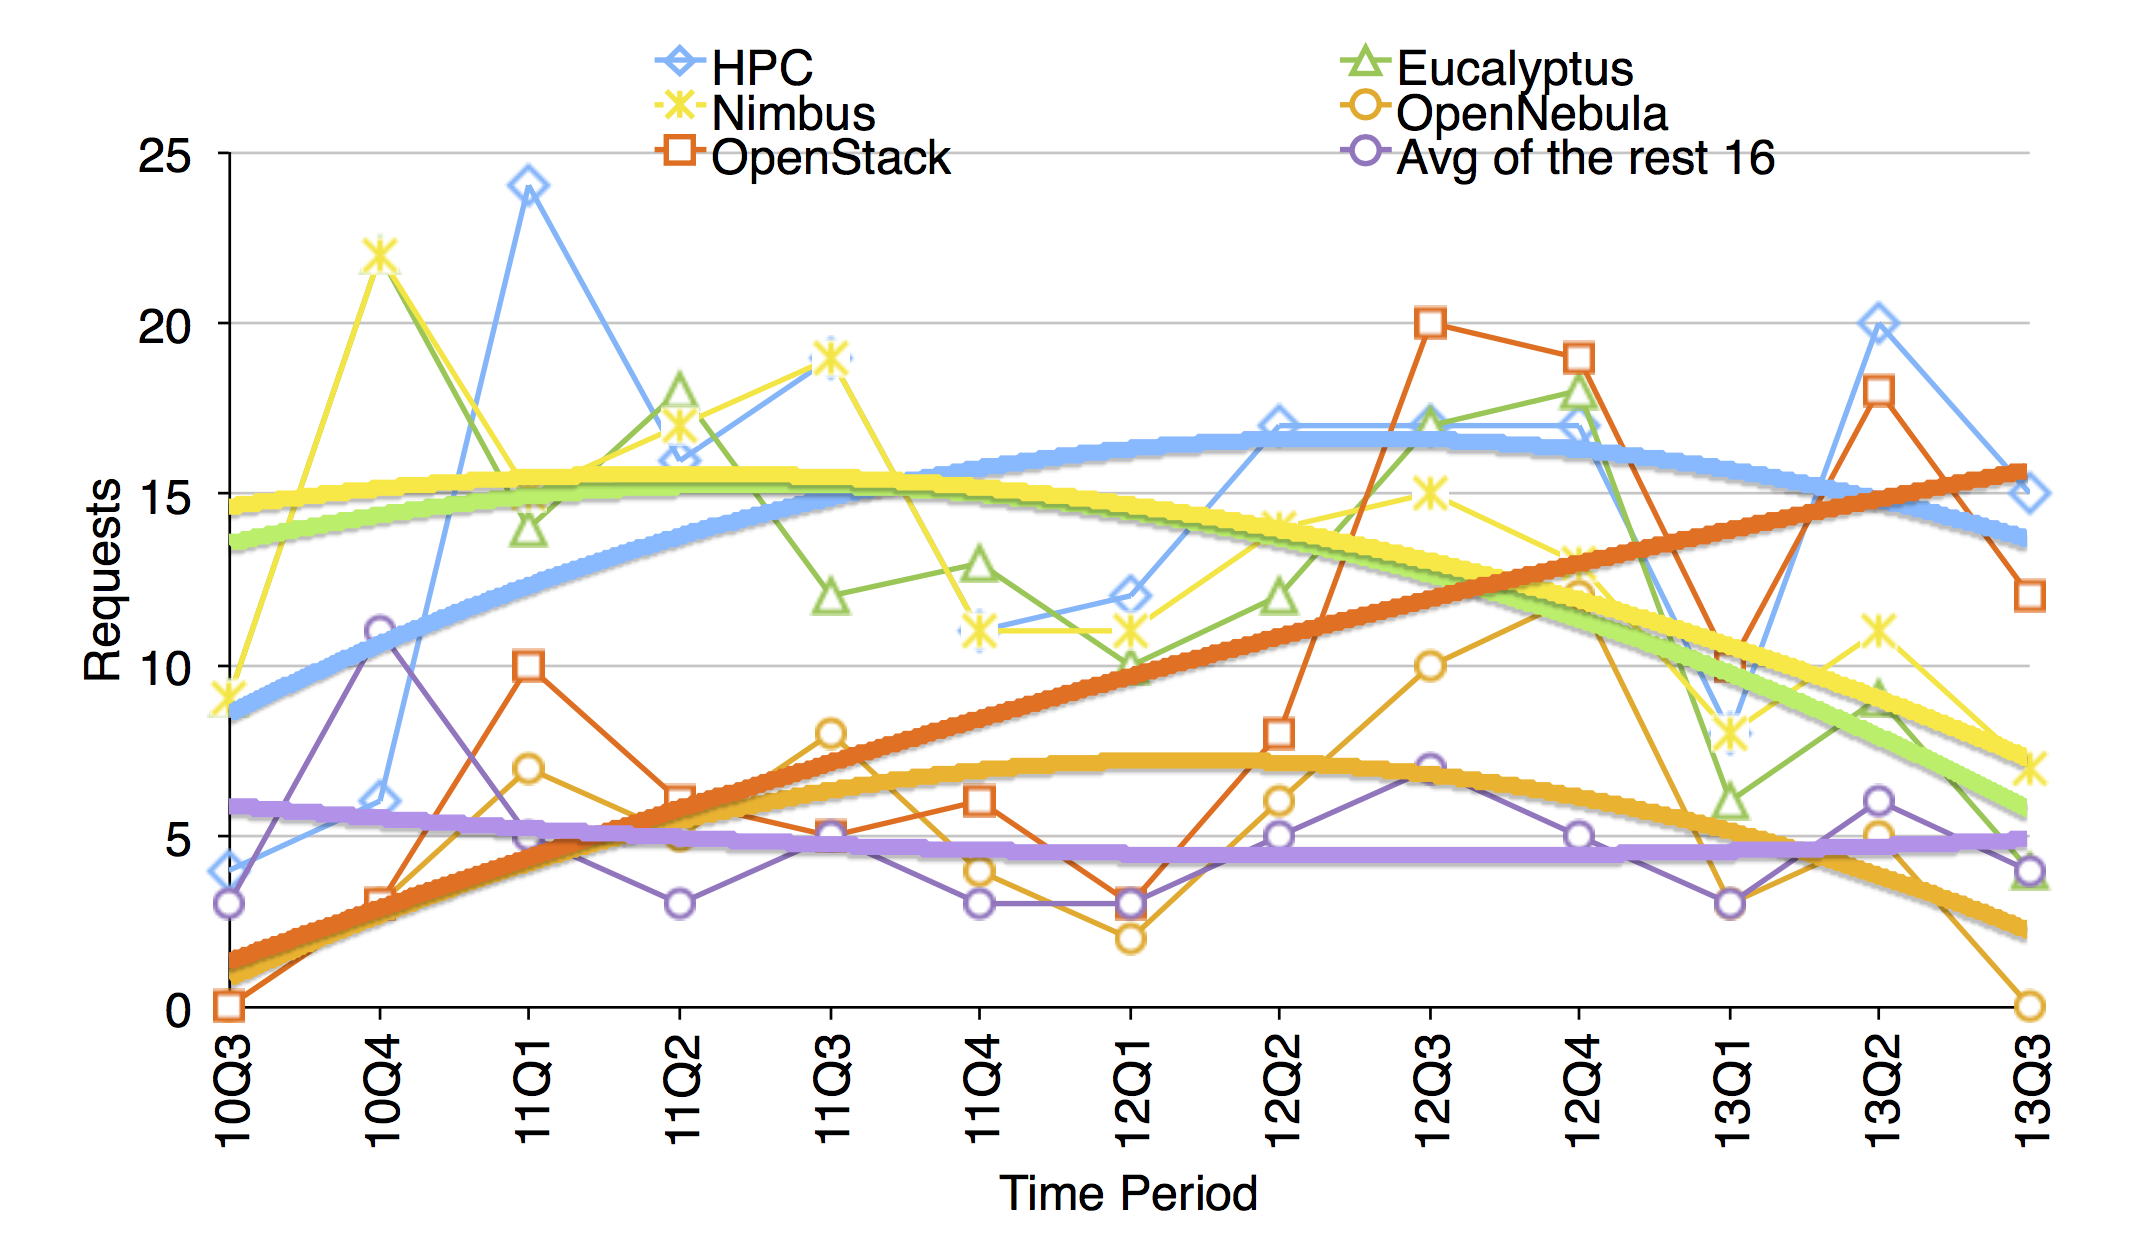 HPC
Eucalyptus
Nimbus
OpenNebula
OpenStack
Avg of the rest 16
25
20
15
10
5
0
Requests
10Q3
10Q4
11Q1
11Q2
11Q3
11Q4
12Q1
12Q2
12Q3
12Q4
13Q1
13Q2
13Q3
Time Period